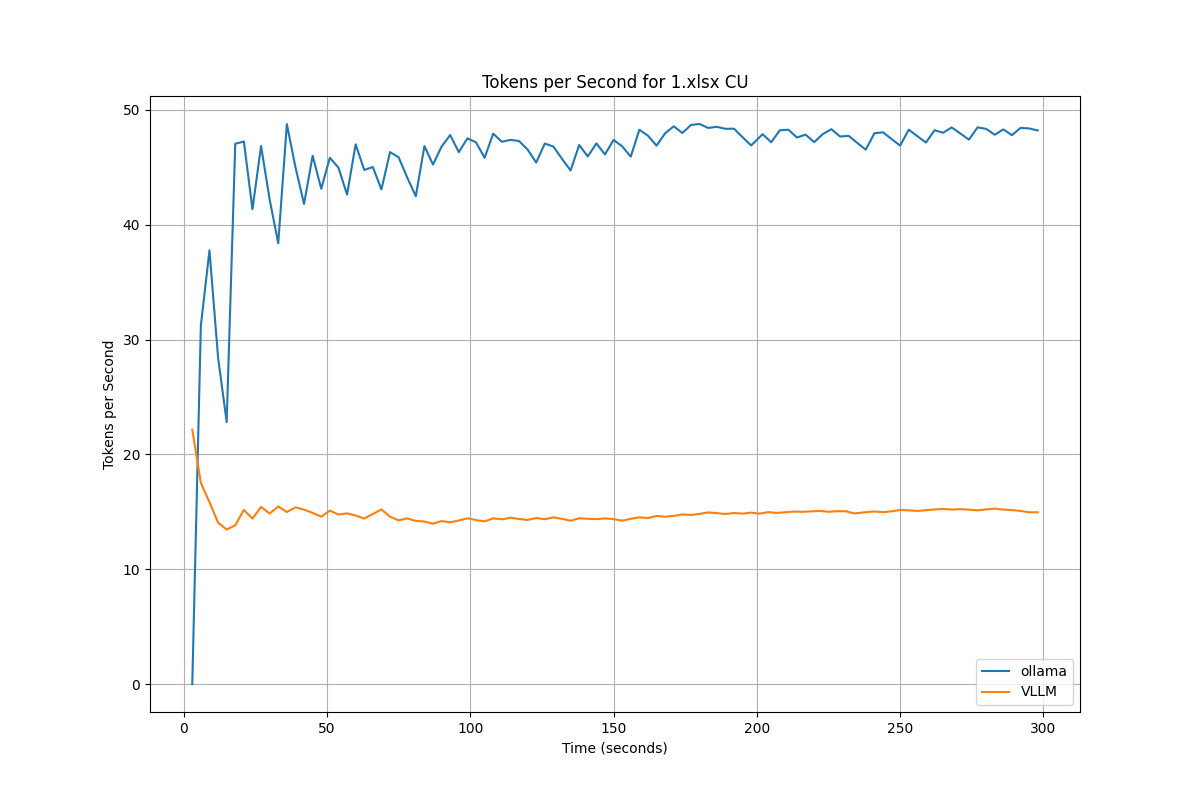 Tokens per Second for 1.xlsx CU
50
40
30
20
10
0
Tokens per Second
0 50 100 150 200 250 300
Time (seconds)
ollama
VLLM